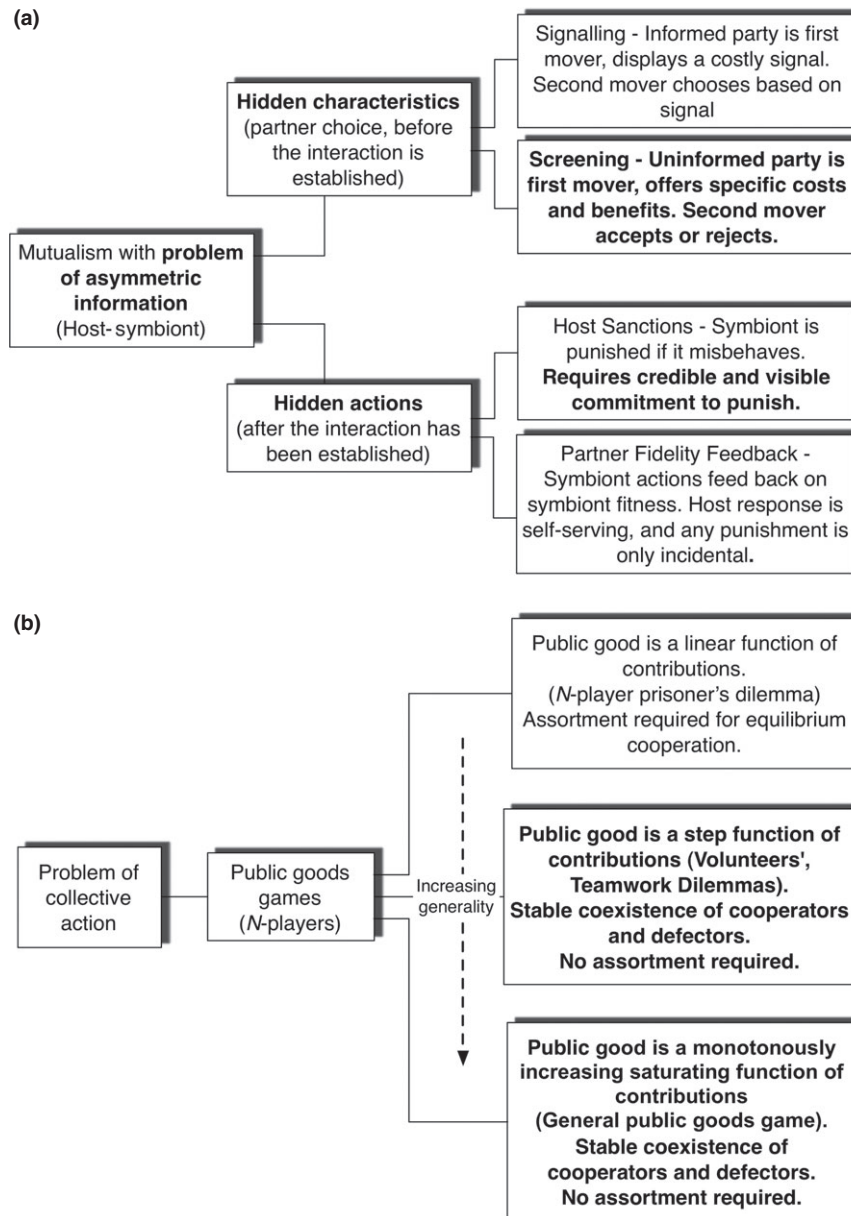 (a)
Signalling - Informed party is first
mover, displays a costly signal.
Second mover chooses based on
signal
Hidden characteristics
(partner choice, before
the interaction is
established)
Screening - Uninformed party is
first mover, offers specific costs
and benefits. Second mover
accepts or rejects.
Mutualism with problem
of asymmetric
information
(Host-symbiont)
Host Sanctions - Symbiont is
punished if it misbehaves.
Requires credible and visible
commitment to punish.
Hidden actions
(after the interaction has
been established)
Partner Fidelity Feedback -
Symbiont actions feed back on
symbiont fitness. Host response is
self-serving, and any punishment is
only incidental.
(b)
Public good is a linear function of
contributions.
(N-player prisoner's dilemma)
Assortment required for equilibrium
cooperation.
Problem of
collective
action
Public goods
games
(N-players)
Increasing
generality
Public good is a step function of
contributions (Volunteers',
Teamwork Dilemmas).
Stable coexistence of cooperators
and defectors.
No assortment required.
Public good is a monotonously
increasing saturating function of
contributions
(General public goods game).
Stable coexistence of
cooperators and defectors.
No assortment required.